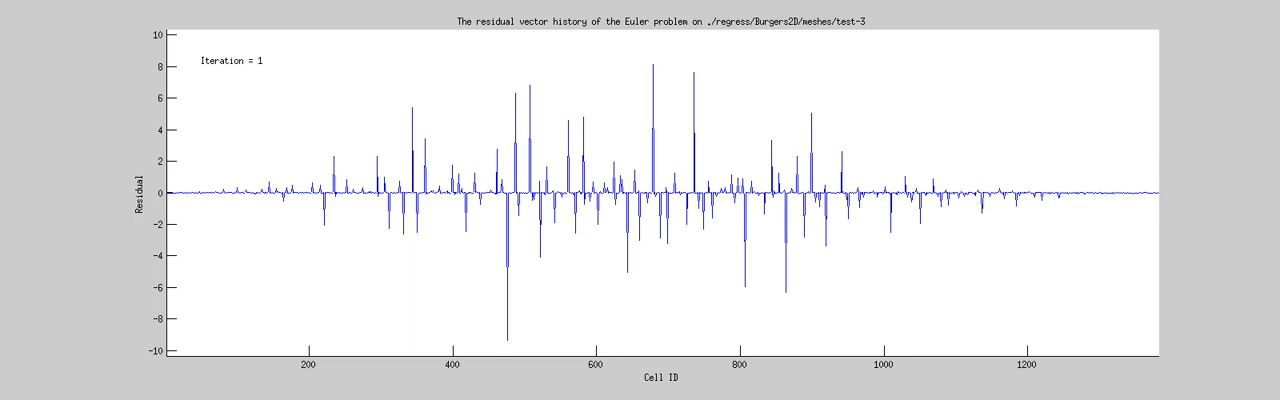 The residual vector history of the Euler problem on ./regress/Burgers2D/meshes/test-3
Iteration = 1
10
8
6
4
2
0
-2
-4
-6
-8
-10
Residual
200 400 600 800 1000 1200
Cell ID